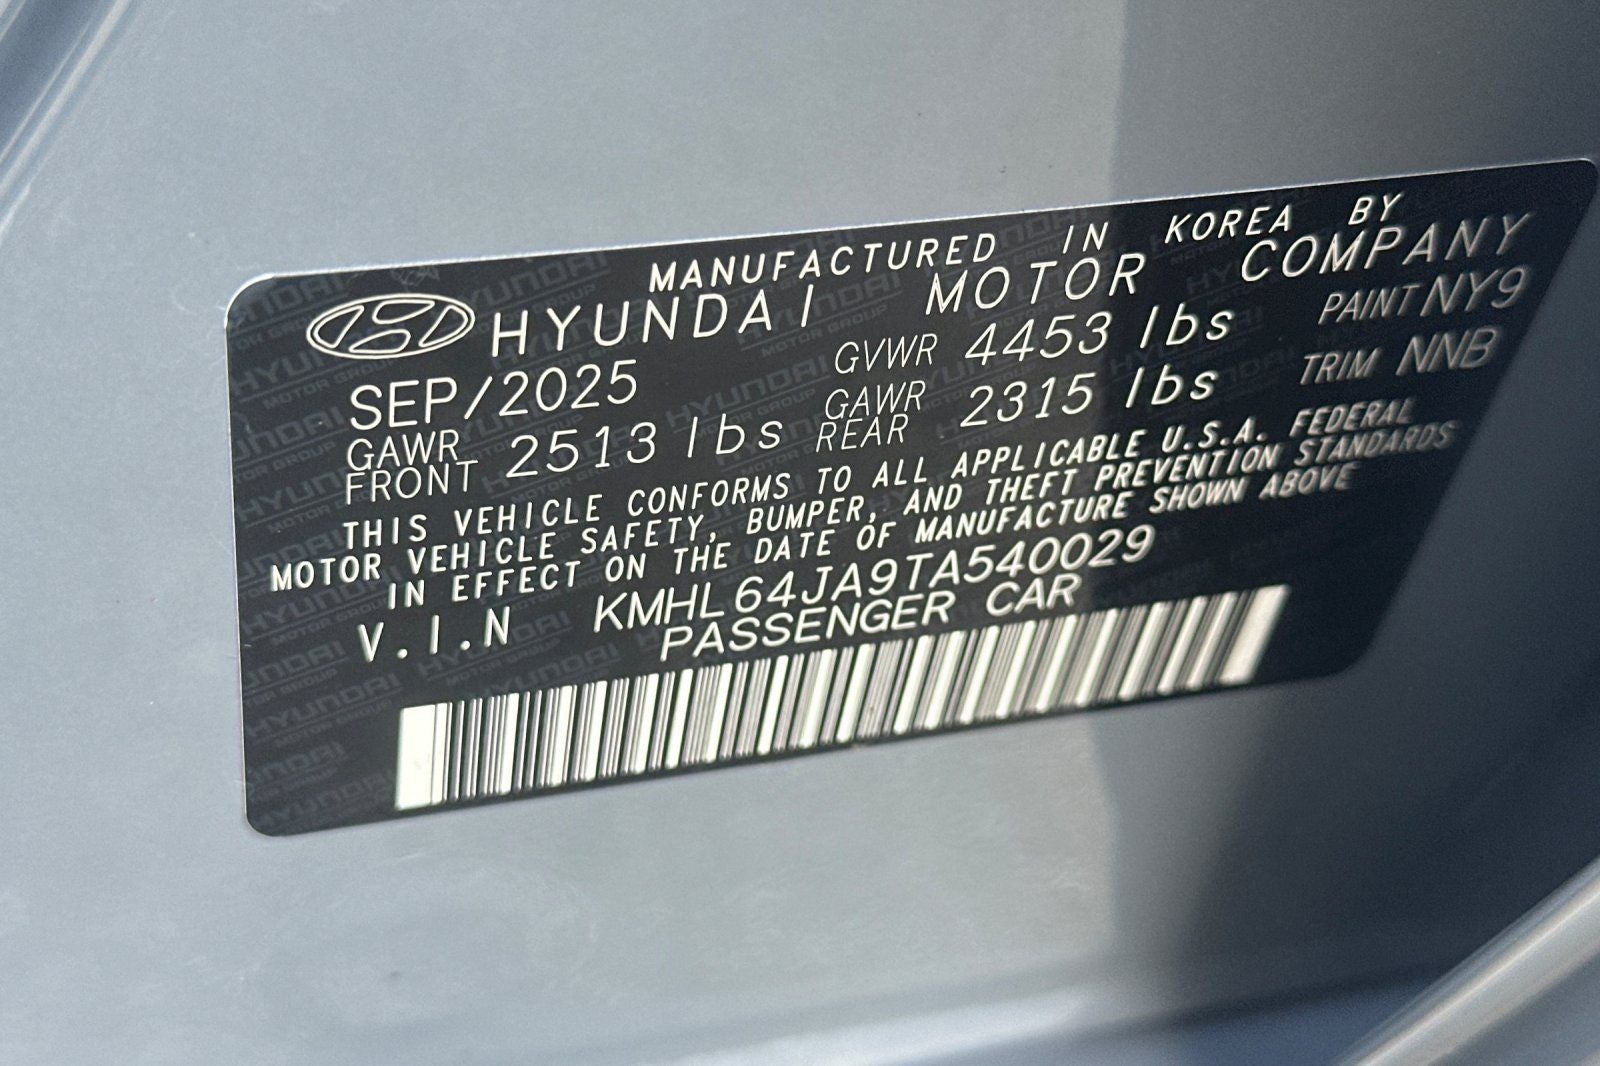 MANUFACTURED IN KOREA BY
HYUNDAI MOTOR COMPANY
SEP/2025 GVWR 4453 lbs PAINT NY9
GAWR FRONT 2513 lbs GAWR REAR 2315 lbs TRIM NNB
THIS VEHICLE CONFORMS TO ALL APPLICABLE U.S.A. FEDERAL
MOTOR VEHICLE SAFETY, BUMPER, AND THEFT PREVENTION STANDARDS
IN EFFECT ON THE DATE OF MANUFACTURE SHOWN ABOVE
V.I.N KMHL64JA9TA540029
PASSENGER CAR